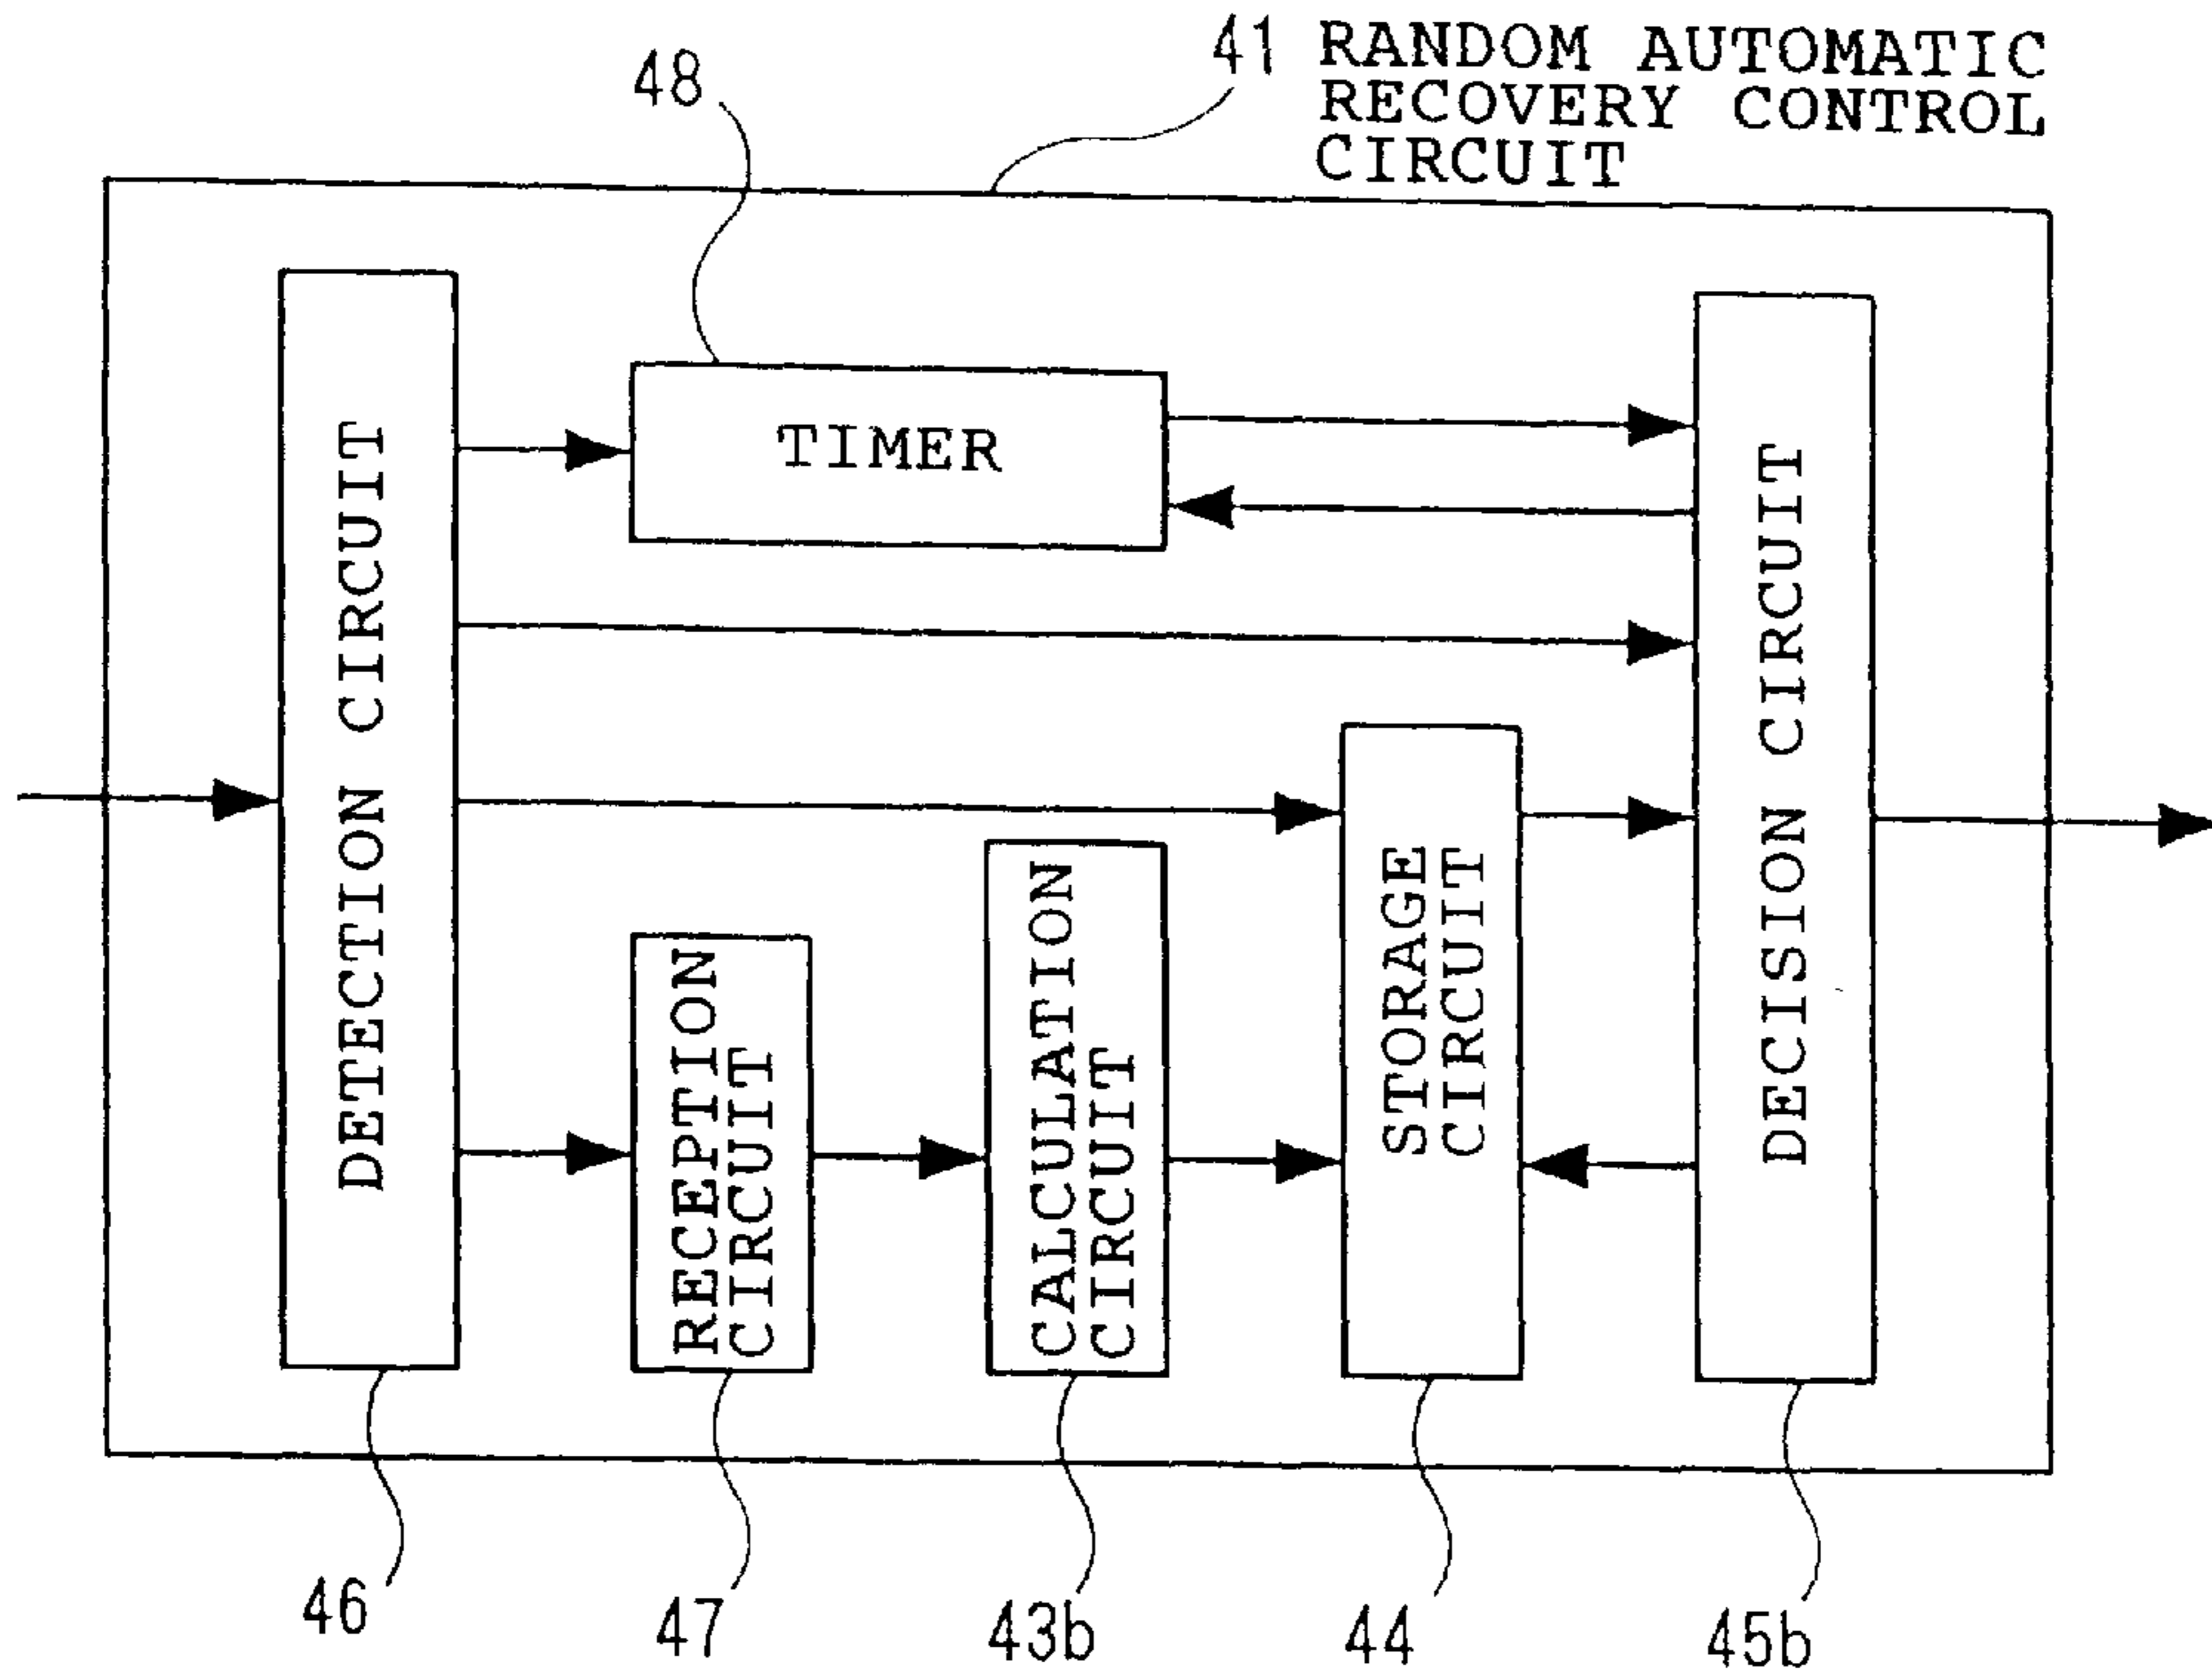 41 RANDOM AUTOMATIC
RECOVERY CONTROL
CIRCUIT
48
TIMER
DETECTION CIRCUIT
RECEPTION
CIRCUIT
CALCULATION
CIRCUIT
STORAGE
CIRCUIT
DECISION CIRCUIT
46
47
43b
44
45b